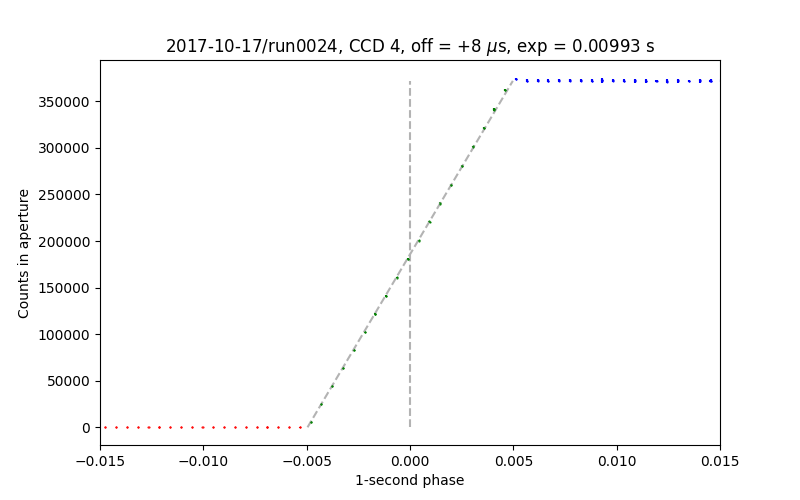 2017-10-17/run0024, CCD 4, off = +8 μs, exp = 0.00993 s
350000
300000
250000
200000
150000
100000
50000
0
Counts in aperture
−0.015 −0.010 −0.005 0.000 0.005 0.010 0.015
1-second phase